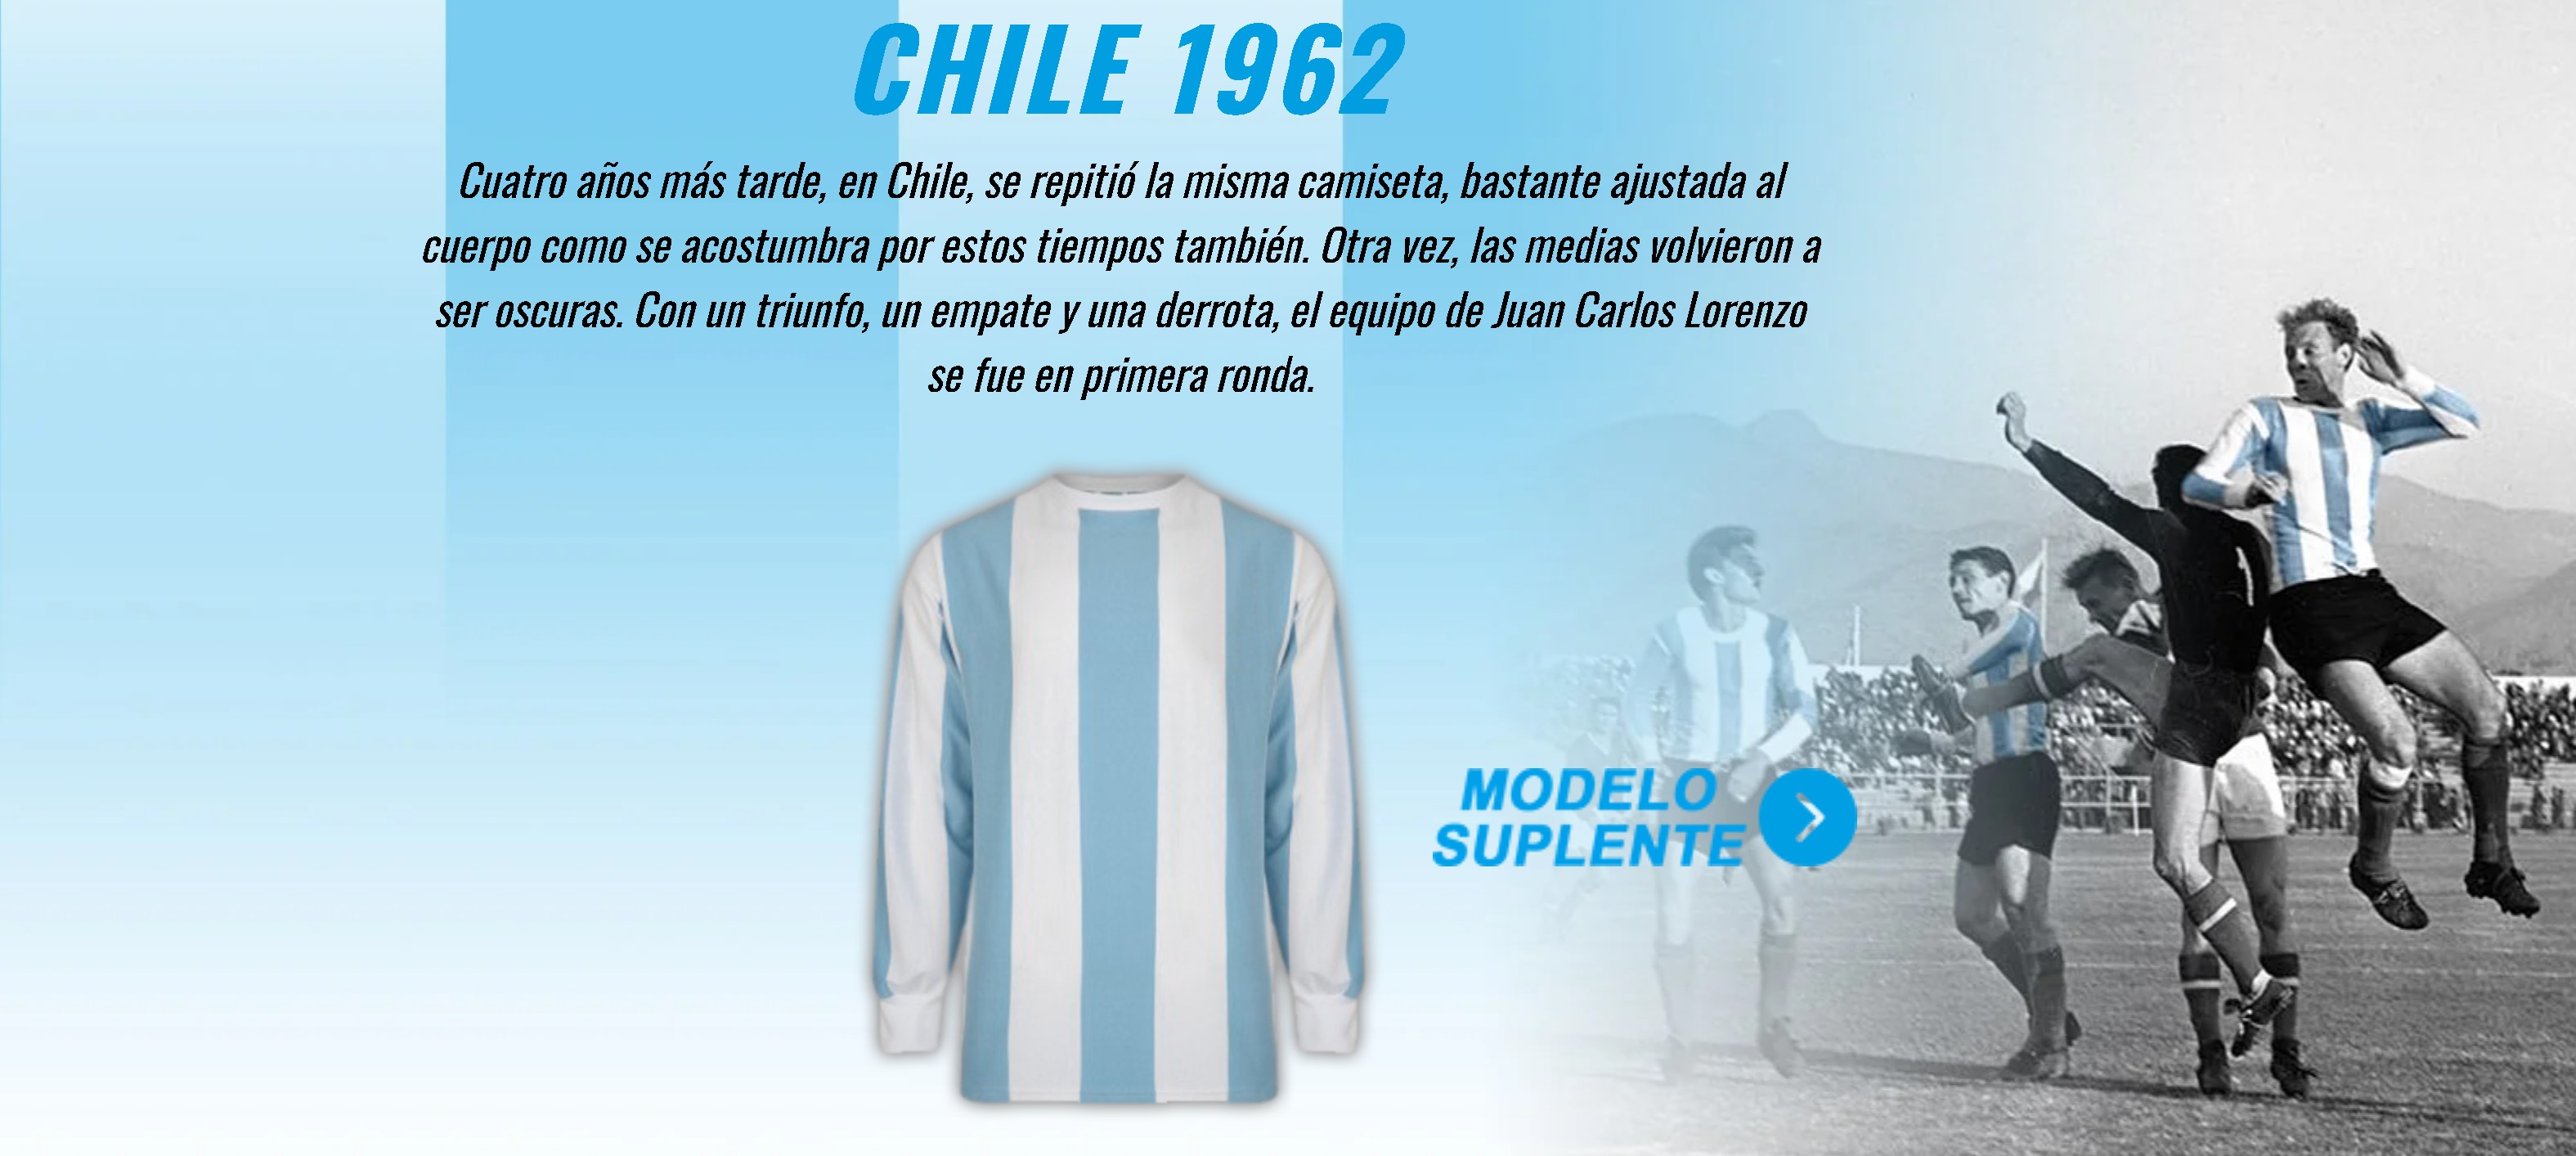 CHILE 1962
Cuatro años más tarde, en Chile, se repitió la misma camiseta, bastante ajustada al
cuerpo como se acostumbra por estos tiempos también. Otra vez, las medias volvieron a
ser oscuras. Con un triunfo, un empate y una derrota, el equipo de Juan Carlos Lorenzo
se fue en primera ronda.
MODELO
SUPLENTE